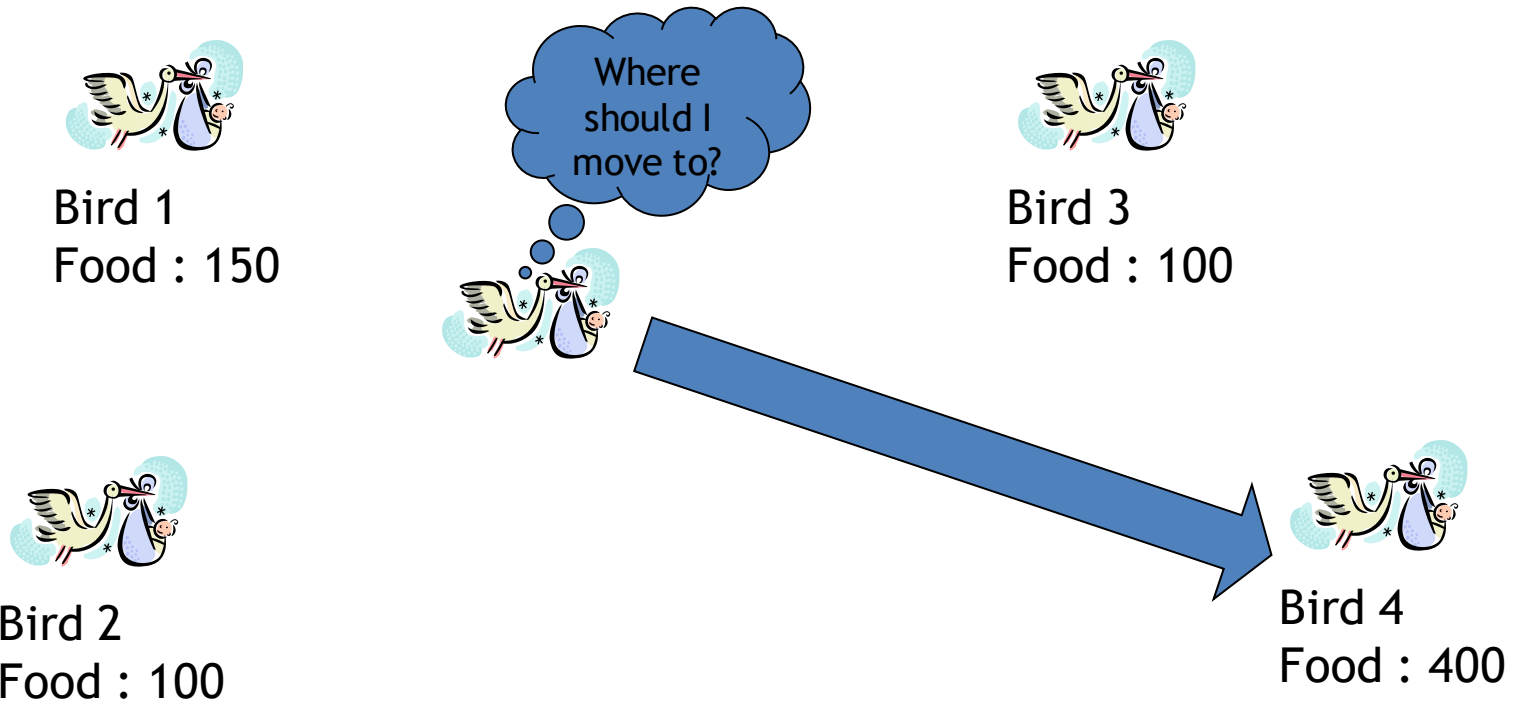 Where
should I
move to?
Bird 1
Food : 150
Bird 3
Food : 100
Bird 2
Food : 100
Bird 4
Food : 400